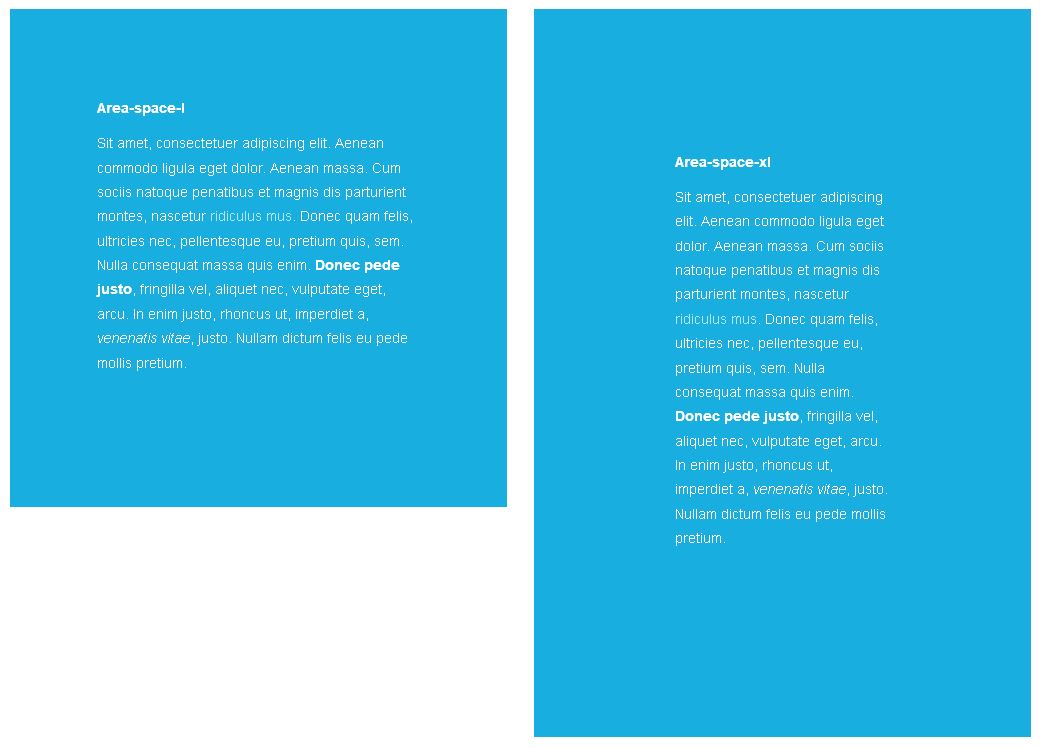 Area-space-l
Sit amet, consectetuer adipiscing elit. Aenean
commodo ligula eget dolor. Aenean massa. Cum
sociis natoque penatibus et magnis dis parturient
montes, nascetur ridiculus mus. Donec quam felis,
ultricies nec, pellentesque eu, pretium quis, sem.
Nulla consequat massa quis enim. Donec pede
justo, fringilla vel, aliquet nec, vulputate eget,
arcu. In enim justo, rhoncus ut, imperdiet a,
venenatis vitae, justo. Nullam dictum felis eu pede
mollis pretium.
Area-space-xl
Sit amet, consectetuer adipiscing
elit. Aenean commodo ligula eget
dolor. Aenean massa. Cum sociis
natoque penatibus et magnis dis
parturient montes, nascetur
ridiculus mus. Donec quam felis,
ultricies nec, pellentesque eu,
pretium quis, sem. Nulla
consequat massa quis enim.
Donec pede justo, fringilla vel,
aliquet nec, vulputate eget, arcu.
In enim justo, rhoncus ut,
imperdiet a, venenatis vitae, justo.
Nullam dictum felis eu pede mollis
pretium.